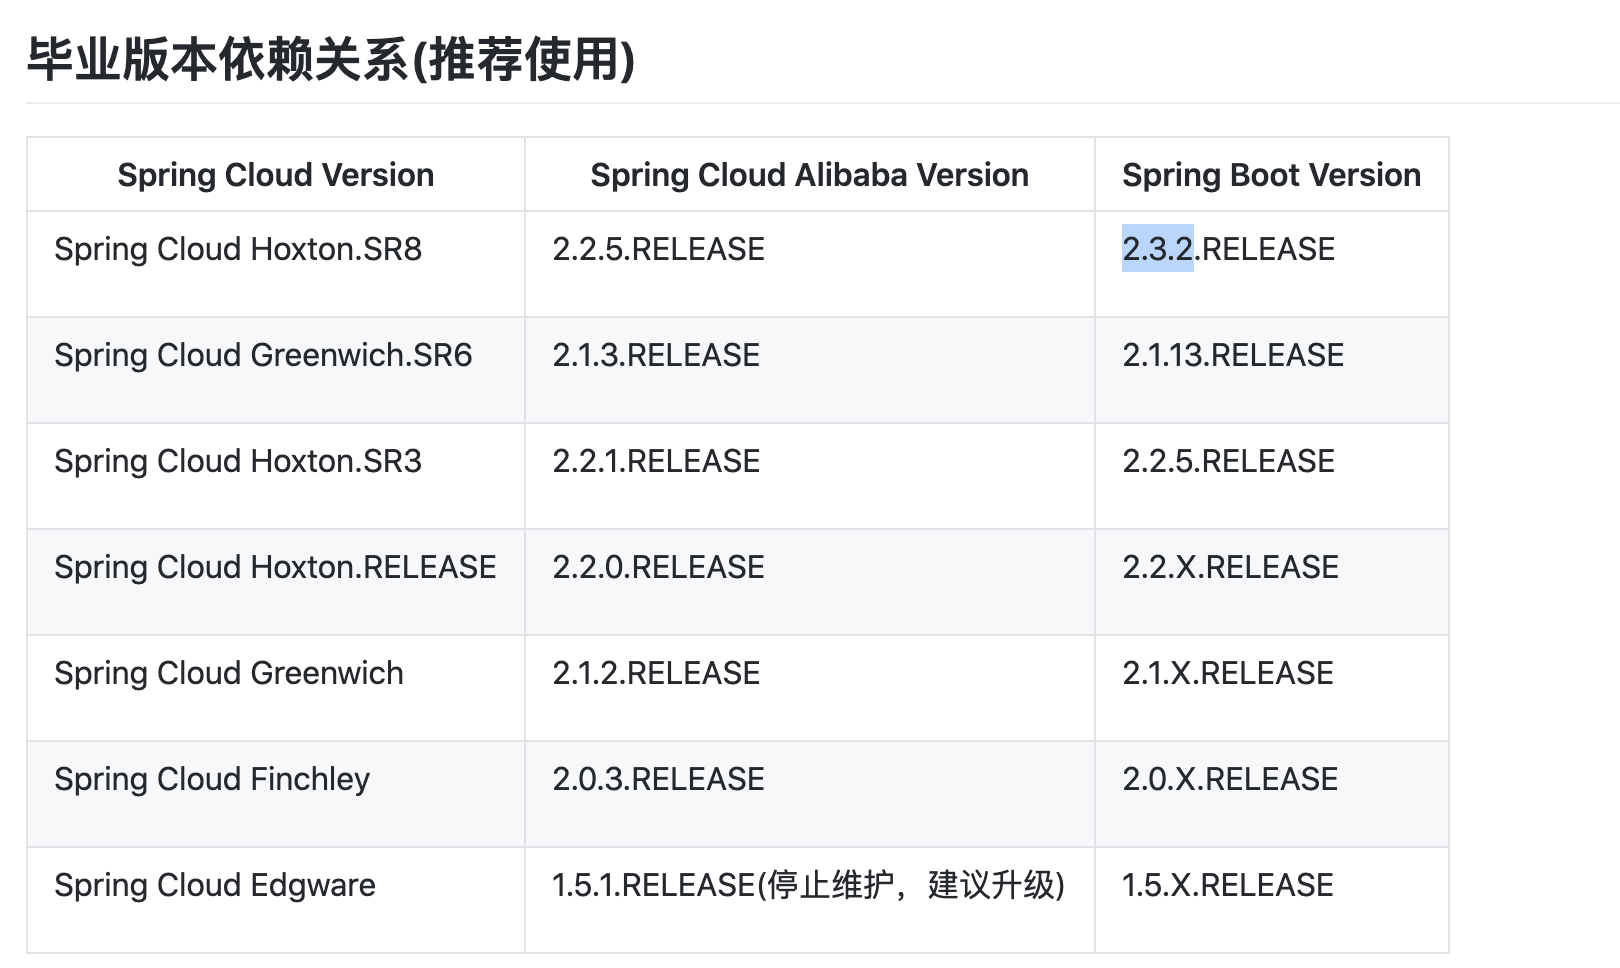 毕业版本依赖关系(推荐使用)
Spring Cloud Version Spring Cloud Alibaba Version Spring Boot Version
Spring Cloud Hoxton.SR8 2.2.5.RELEASE 2.3.2.RELEASE
Spring Cloud Greenwich.SR6 2.1.3.RELEASE 2.1.13.RELEASE
Spring Cloud Hoxton.SR3 2.2.1.RELEASE 2.2.5.RELEASE
Spring Cloud Hoxton.RELEASE 2.2.0.RELEASE 2.2.X.RELEASE
Spring Cloud Greenwich 2.1.2.RELEASE 2.1.X.RELEASE
Spring Cloud Finchley 2.0.3.RELEASE 2.0.X.RELEASE
Spring Cloud Edgware 1.5.1.RELEASE(停止维护，建议升级) 1.5.X.RELEASE